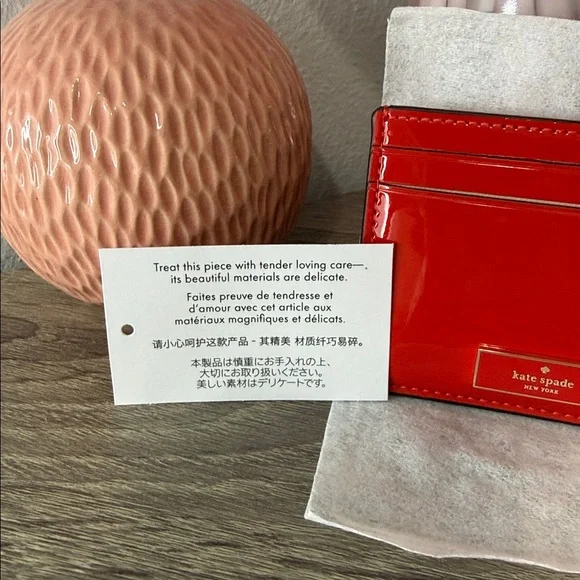 Treat this piece with tender loving care—,
its beautiful materials are delicate.
Faites preuve de tendresse et
d'amour avec cet article aux
matériaux magnifiques et délicats.
请小心呵护这款产品 - 其精美 材质纤巧易碎。
本製品は慎重にお手入れの上、
大切にお取り扱いください。
美しい素材はデリケートです。
kate spade
NEW YORK